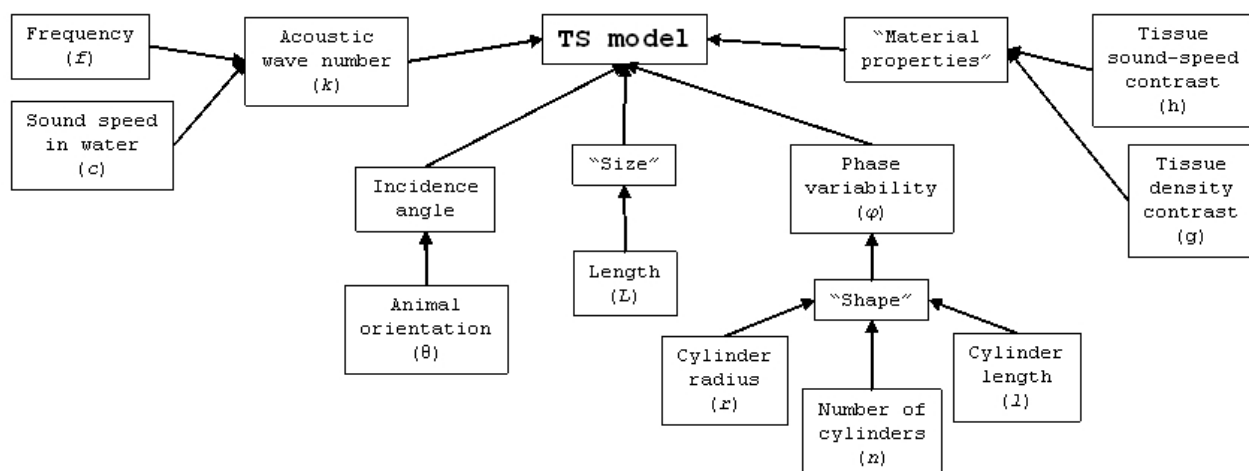 Frequency
(f)
Acoustic
wave number
(k)
TS model
“Material
properties”
Tissue
sound-speed
contrast
(h)
Sound speed
in water
(c)
Incidence
angle
“Size”
Phase
variability
(φ)
Tissue
density
contrast
(g)
Animal
orientation
(θ)
Length
(L)
“Shape”
Cylinder
radius
(r)
Number of
cylinders
(n)
Cylinder
length
(l)